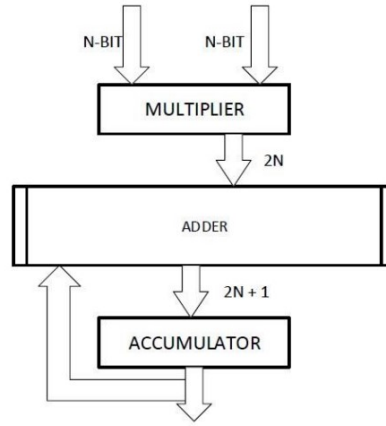 N-BIT N-BIT
MULTIPLIER
2N
ADDER
2N + 1
ACCUMULATOR